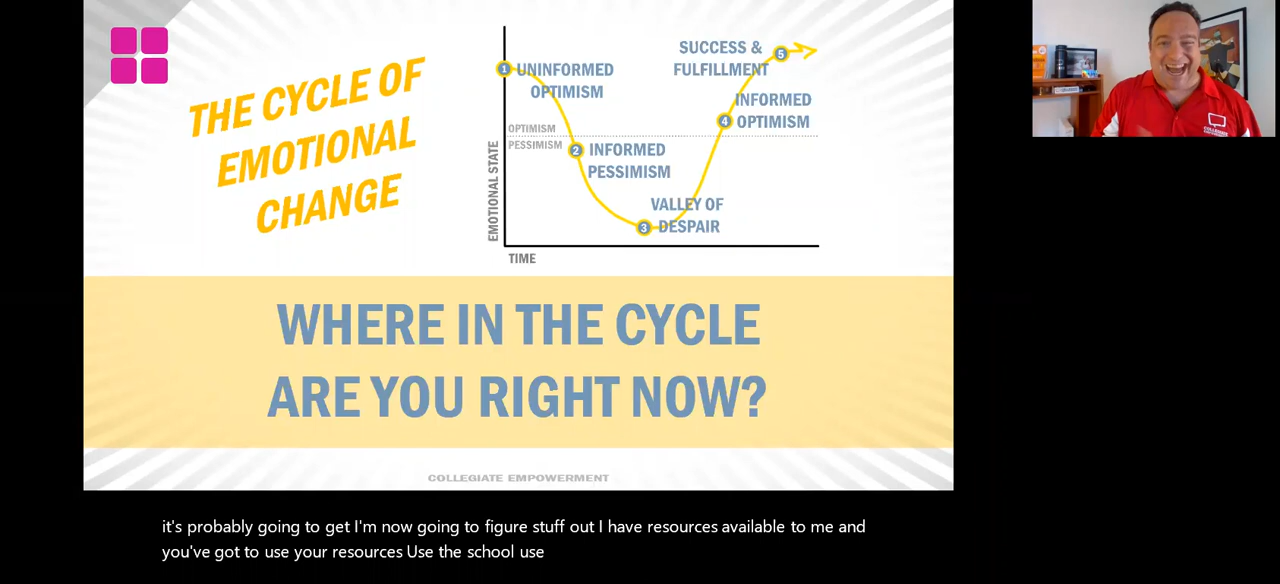 THE CYCLE OF
EMOTIONAL
CHANGE
1 UNINFORMED
OPTIMISM
OPTIMISM
PESSIMISM
2 INFORMED
PESSIMISM
3 VALLEY OF
DESPAIR
4 INFORMED
OPTIMISM
SUCCESS & 5
FULFILLMENT
EMOTIONAL STATE
TIME
WHERE IN THE CYCLE
ARE YOU RIGHT NOW?
COLLEGIATE EMPOWERMENT
it's probably going to get I'm now going to figure stuff out I have resources available to me and
you've got to use your resources Use the school use